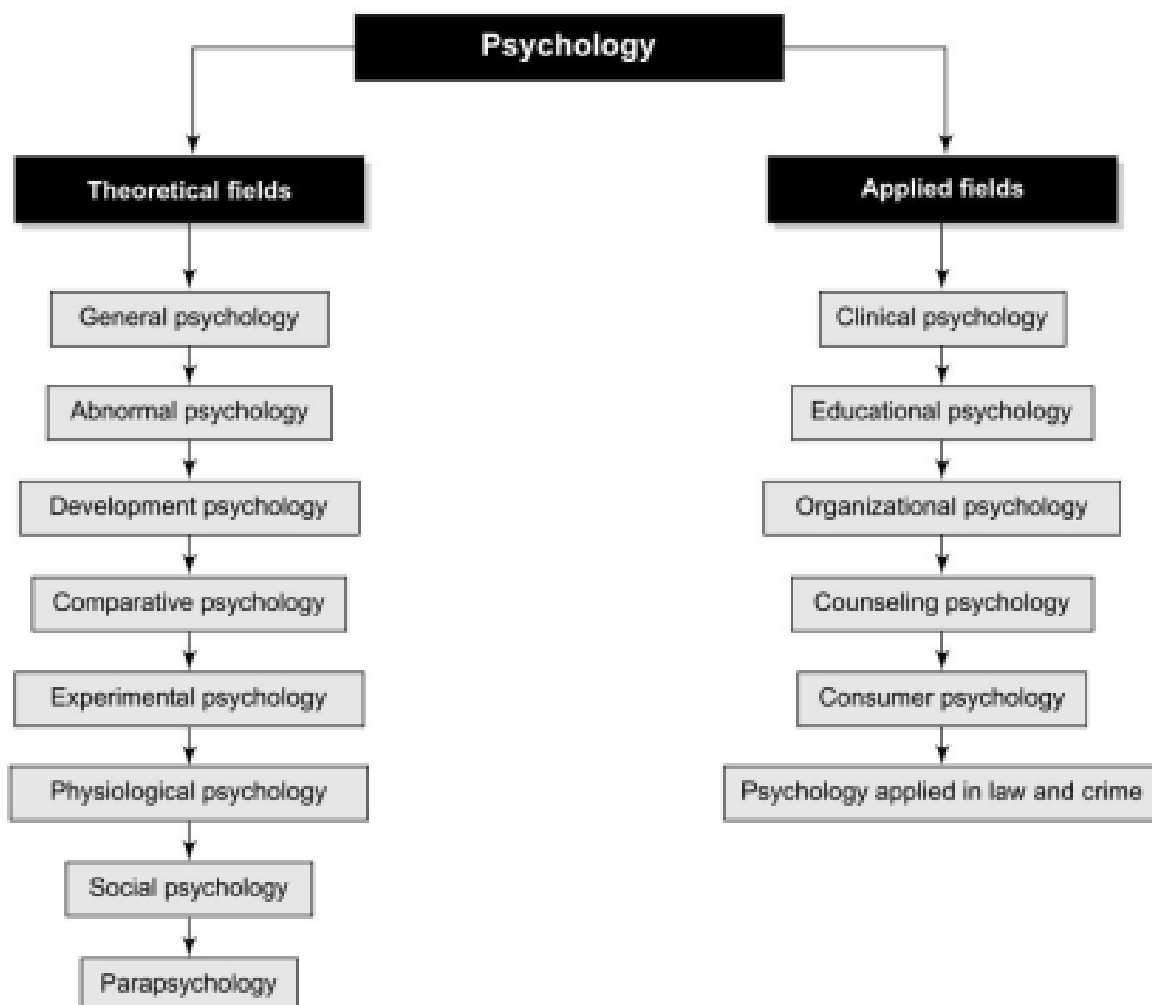 Psychology
Theoretical fields
General psychology
Abnormal psychology
Development psychology
Comparative psychology
Experimental psychology
Physiological psychology
Social psychology
Parapsychology
Applied fields
Clinical psychology
Educational psychology
Organizational psychology
Counseling psychology
Consumer psychology
Psychology applied in law and crime